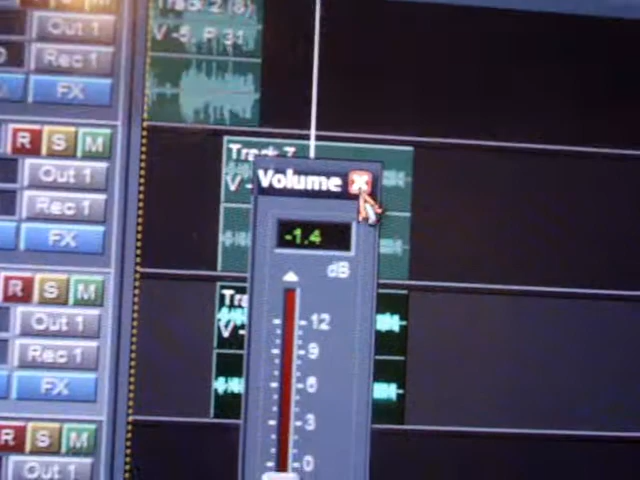 Track 2 (8)
Out 1
V -5, P 31
Rec 1
FX
R S M
Track 7
Out 1
V -
Volume
Rec 1
-1.4
FX
dB
R S M
Tra
Out 1
V -
12
Rec 1
9
FX
6
3
R S M
0
Out 1